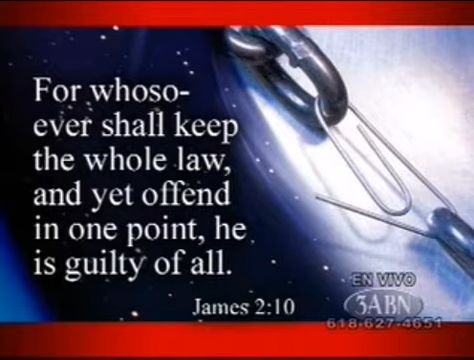 For whoso-
ever shall keep
the whole law,
and yet offend
in one point, he
is guilty of all.
James 2:10
EN VIVO
3ABN
618-627-4651